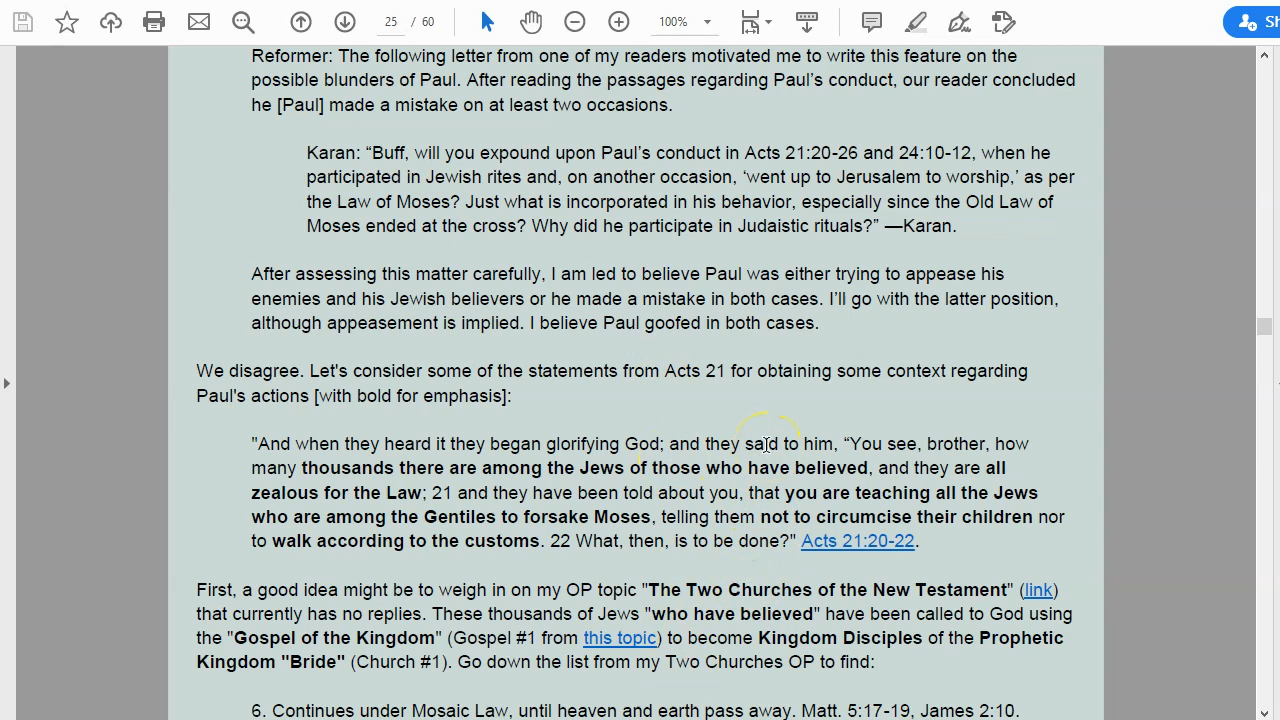 25 / 60
100%
Sh
Reformer: The following letter from one of my readers motivated me to write this feature on the
possible blunders of Paul. After reading the passages regarding Paul's conduct, our reader concluded
he [Paul] made a mistake on at least two occasions.
Karan: “Buff, will you expound upon Paul's conduct in Acts 21:20-26 and 24:10-12, when he
participated in Jewish rites and, on another occasion, ‘went up to Jerusalem to worship,’ as per
the Law of Moses? Just what is incorporated in his behavior, especially since the Old Law of
Moses ended at the cross? Why did he participate in Judaistic rituals?” —Karan.
After assessing this matter carefully, I am led to believe Paul was either trying to appease his
enemies and his Jewish believers or he made a mistake in both cases. I’ll go with the latter position,
although appeasement is implied. I believe Paul goofed in both cases.
We disagree. Let's consider some of the statements from Acts 21 for obtaining some context regarding
Paul's actions [with bold for emphasis]:
"And when they heard it they began glorifying God; and they said to him, “You see, brother, how
many thousands there are among the Jews of those who have believed, and they are all
zealous for the Law; 21 and they have been told about you, that you are teaching all the Jews
who are among the Gentiles to forsake Moses, telling them not to circumcise their children nor
to walk according to the customs. 22 What, then, is to be done?" Acts 21:20-22.
First, a good idea might be to weigh in on my OP topic "The Two Churches of the New Testament" (link)
that currently has no replies. These thousands of Jews "who have believed" have been called to God using
the "Gospel of the Kingdom" (Gospel #1 from this topic) to become Kingdom Disciples of the Prophetic
Kingdom "Bride" (Church #1). Go down the list from my Two Churches OP to find:
6. Continues under Mosaic Law, until heaven and earth pass away. Matt. 5:17-19, James 2:10.